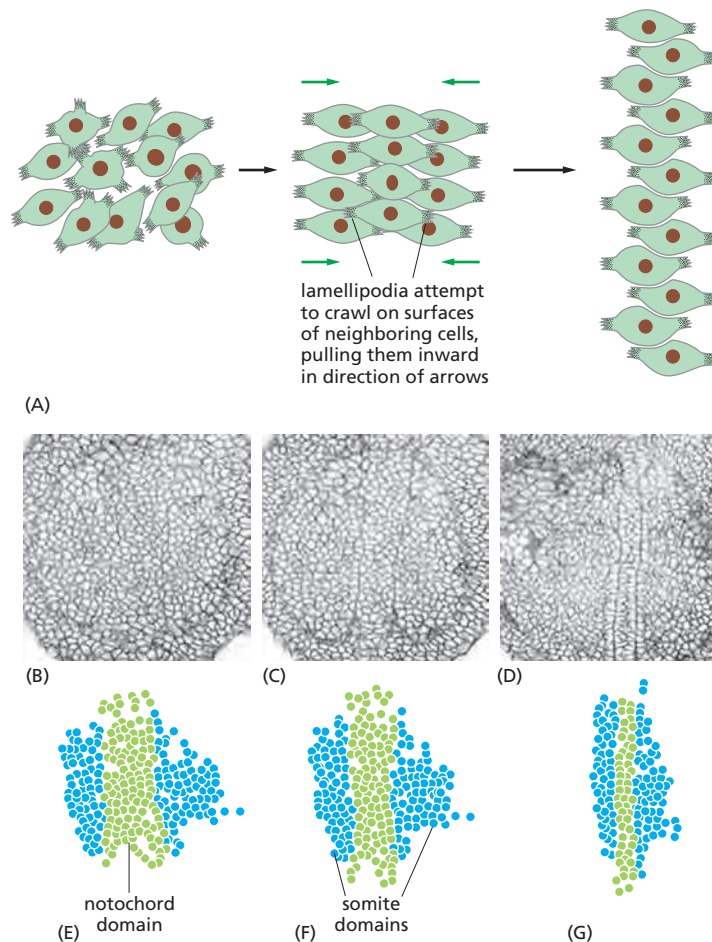 lamellipodia attempt
to crawl on surfaces
of neighboring cells,
pulling them inward
in direction of arrows
(A)
(B)
(C)
(D)
notochord
domain
somite
domains
(E)
(F)
(G)